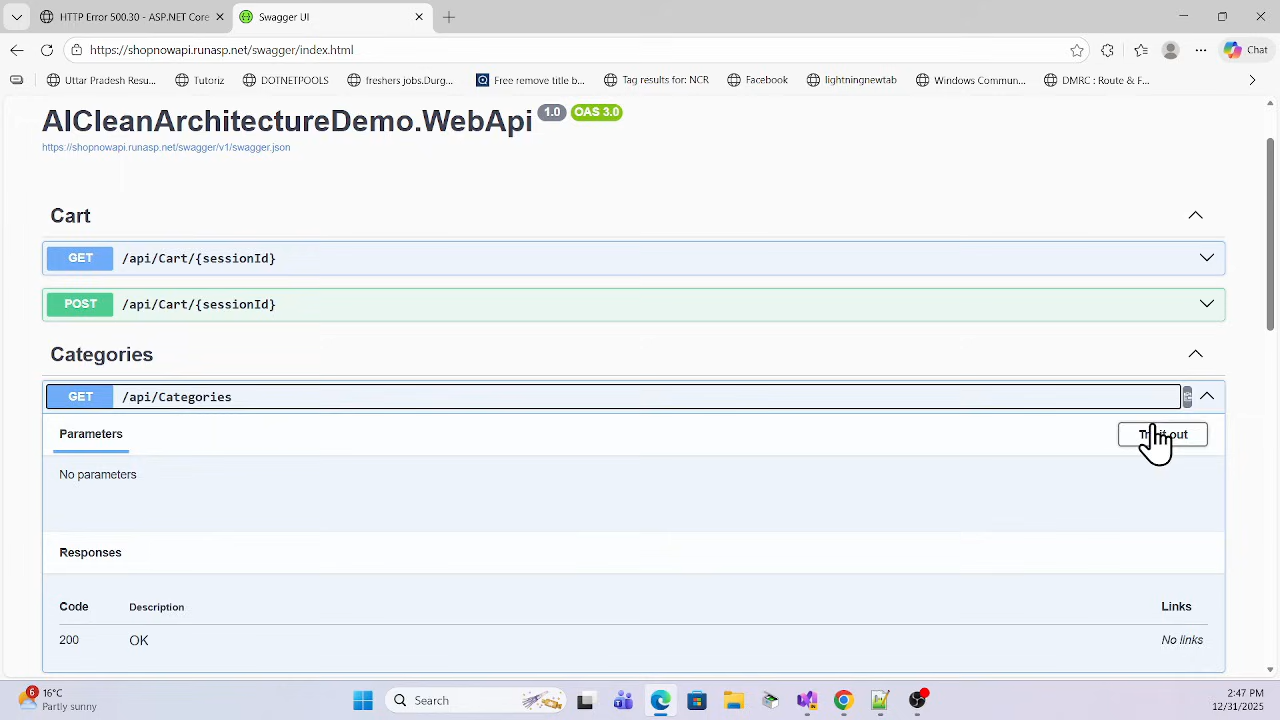 HTTP Error 500.30 - ASP.NET Core
Swagger UI
https://shopnowapi.runasp.net/swagger/index.html
Chat
Uttar Pradesh Resu...
Tutoriz
DOTNETPOOLS
freshers jobs.Durg...
Free remove title b...
Tag results for: NCR
Facebook
lightningnewtab
Windows Commun...
DMRC : Route & F...
AICleanArchitectureDemo.WebApi 1.0 OAS 3.0
https://shopnowapi.runasp.net/swagger/v1/swagger.json
Cart
GET /api/Cart/{sessionId}
POST /api/Cart/{sessionId}
Categories
GET /api/Categories
Parameters
out
No parameters
Responses
Code Description Links
200 OK No links
6
16°C
Partly sunny
Search
2:47 PM
12/31/2025